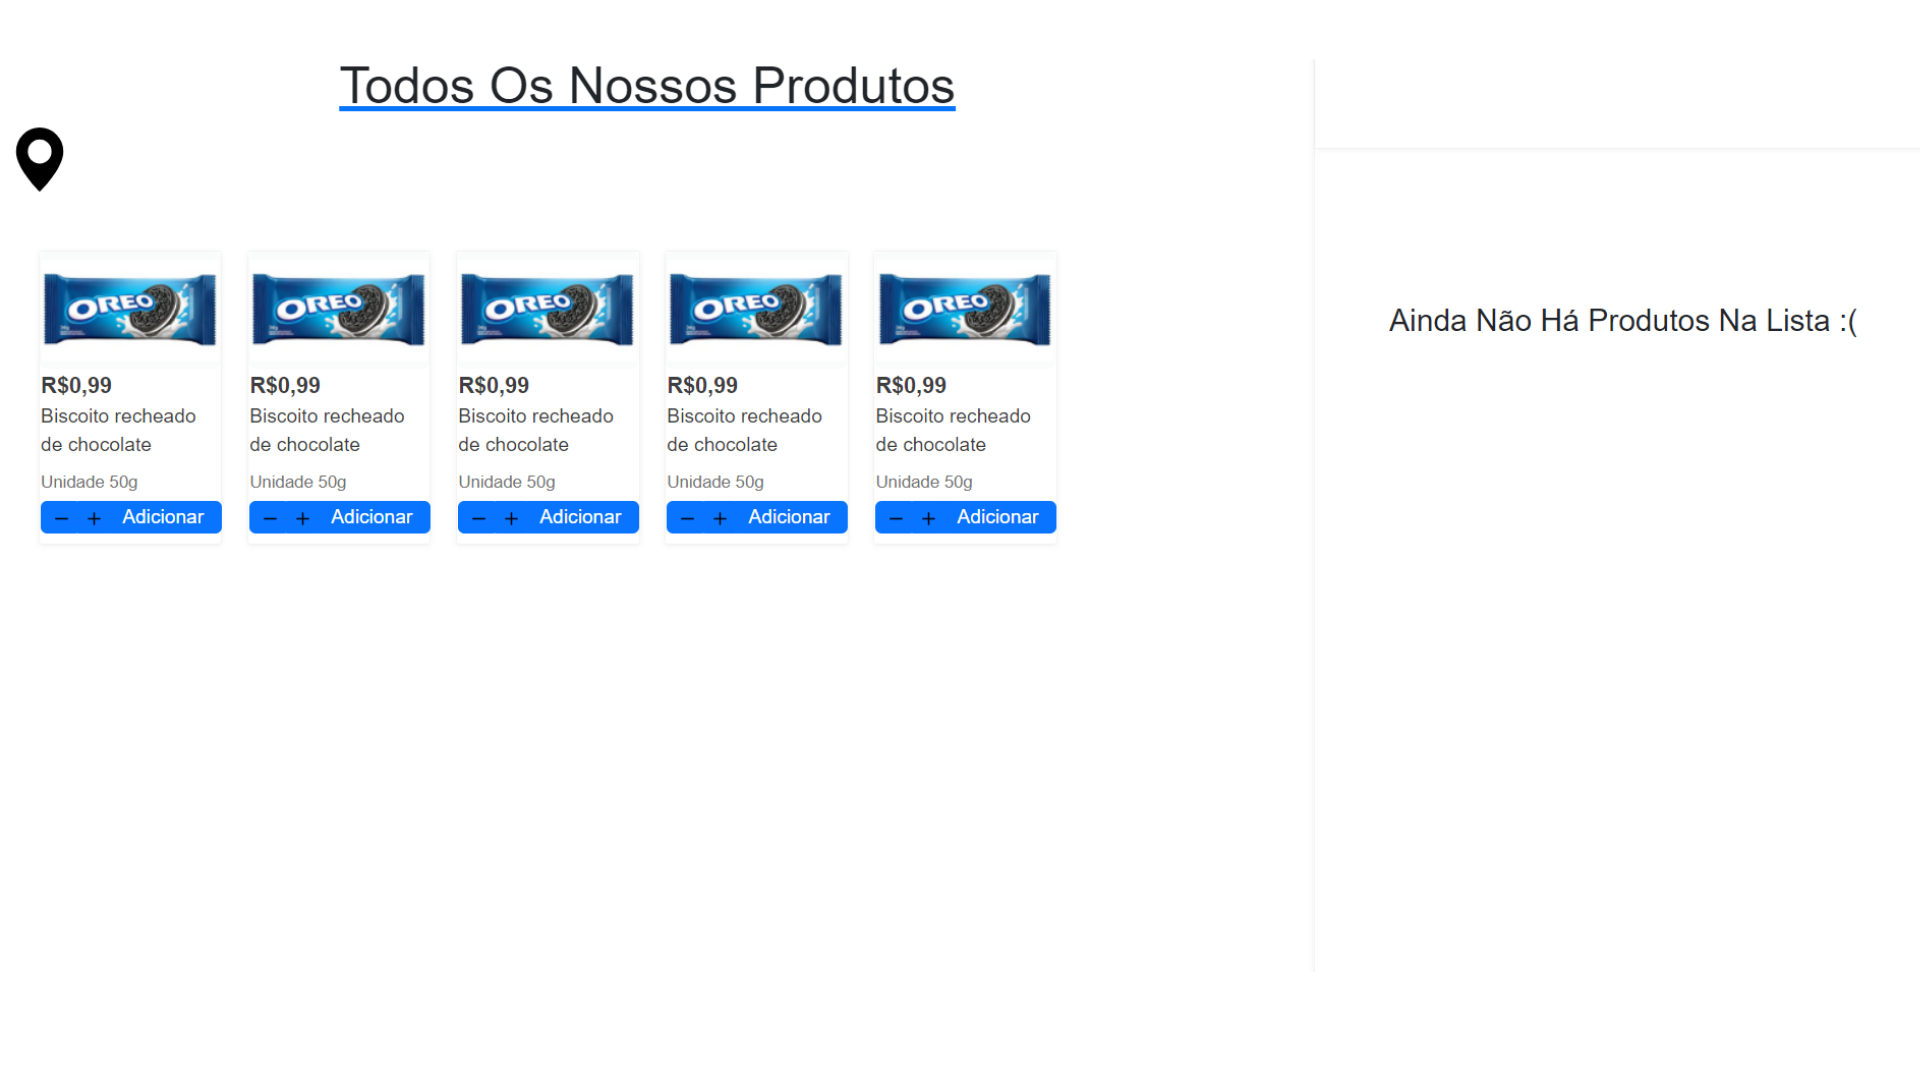 Todos Os Nossos Produtos
OREO
OREO
OREO
OREO
OREO
R$0,99
R$0,99
R$0,99
R$0,99
R$0,99
Biscoito recheado
de chocolate
Biscoito recheado
de chocolate
Biscoito recheado
de chocolate
Biscoito recheado
de chocolate
Biscoito recheado
de chocolate
Unidade 50g
Unidade 50g
Unidade 50g
Unidade 50g
Unidade 50g
− + Adicionar
− + Adicionar
− + Adicionar
− + Adicionar
− + Adicionar
Ainda Não Há Produtos Na Lista :(